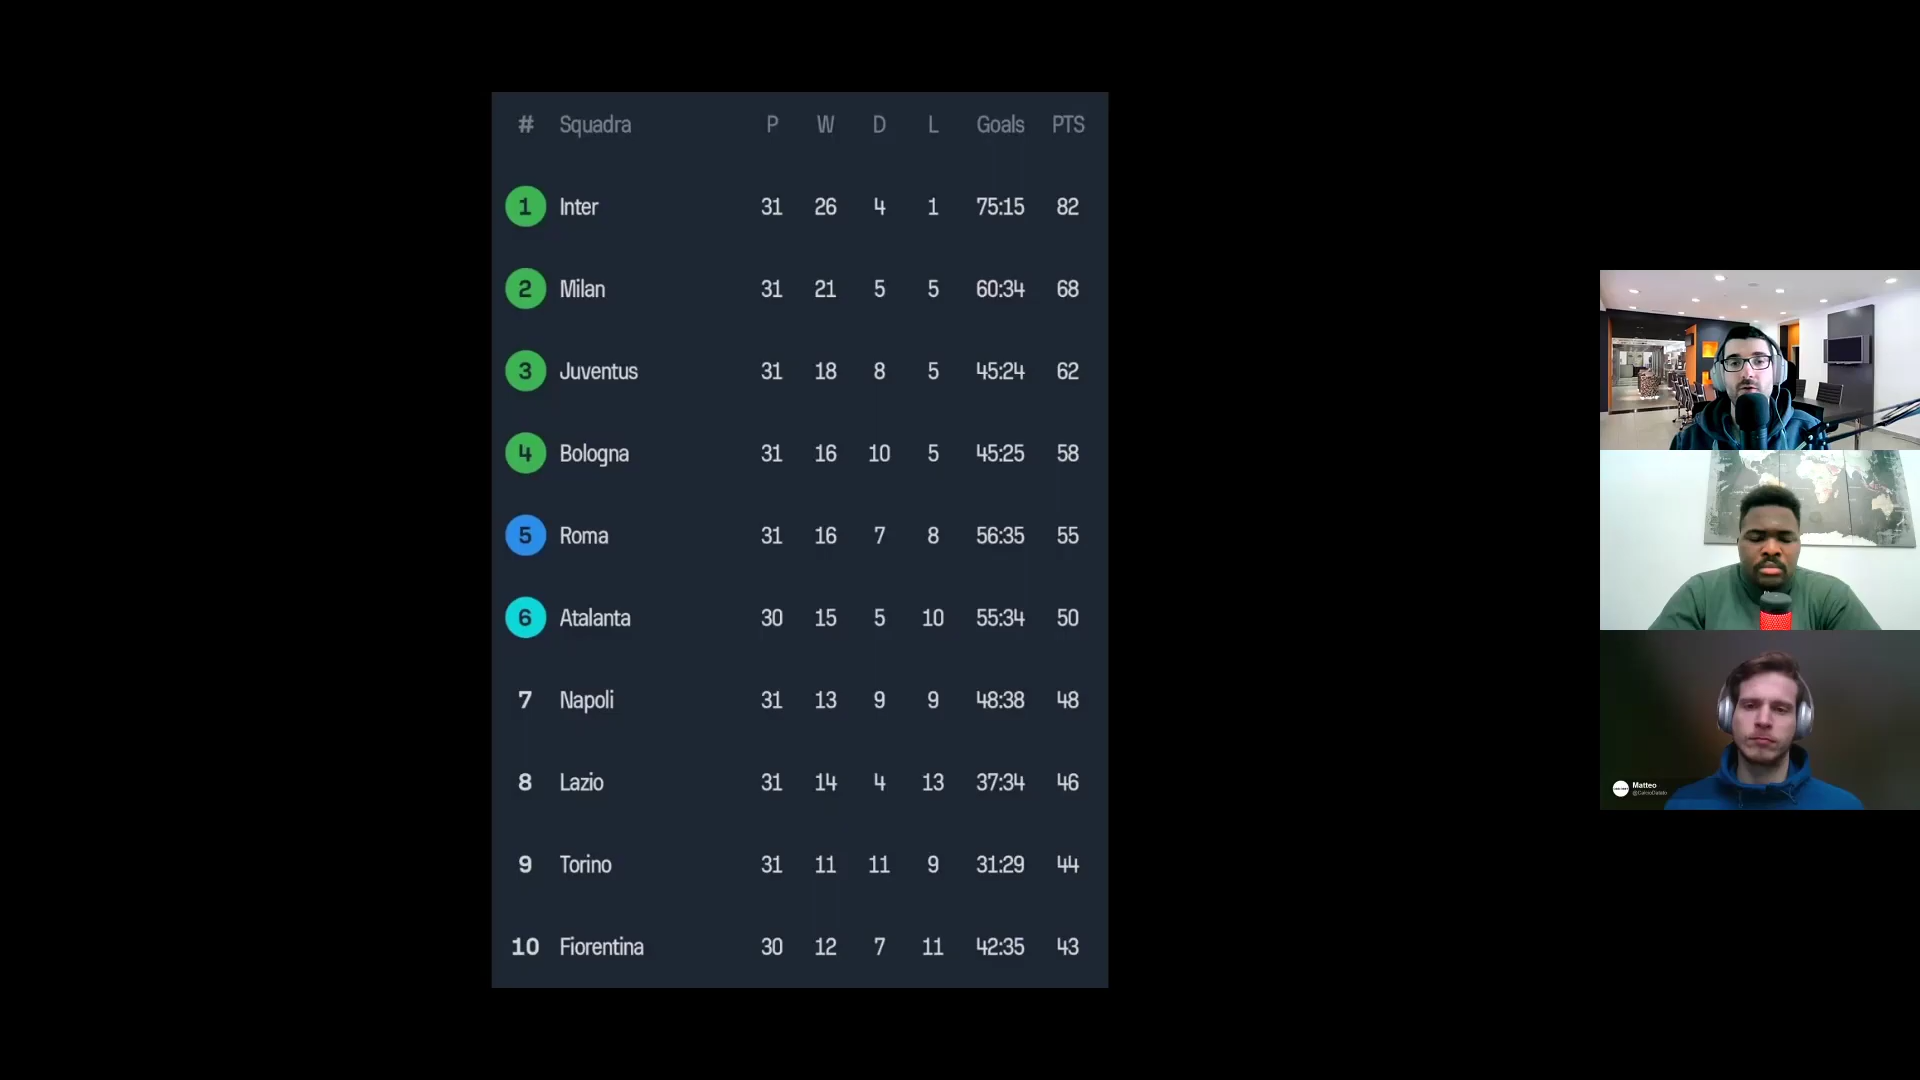 # Squadra P W D L Goals PTS
1 Inter 31 26 4 1 75:15 82
2 Milan 31 21 5 5 60:34 68
3 Juventus 31 18 8 5 45:24 62
4 Bologna 31 16 10 5 45:25 58
5 Roma 31 16 7 8 56:35 55
6 Atalanta 30 15 5 10 55:34 50
7 Napoli 31 13 9 9 48:38 48
8 Lazio 31 14 4 13 37:34 46
9 Torino 31 11 11 9 31:29 44
10 Fiorentina 30 12 7 11 42:35 43
Matteo